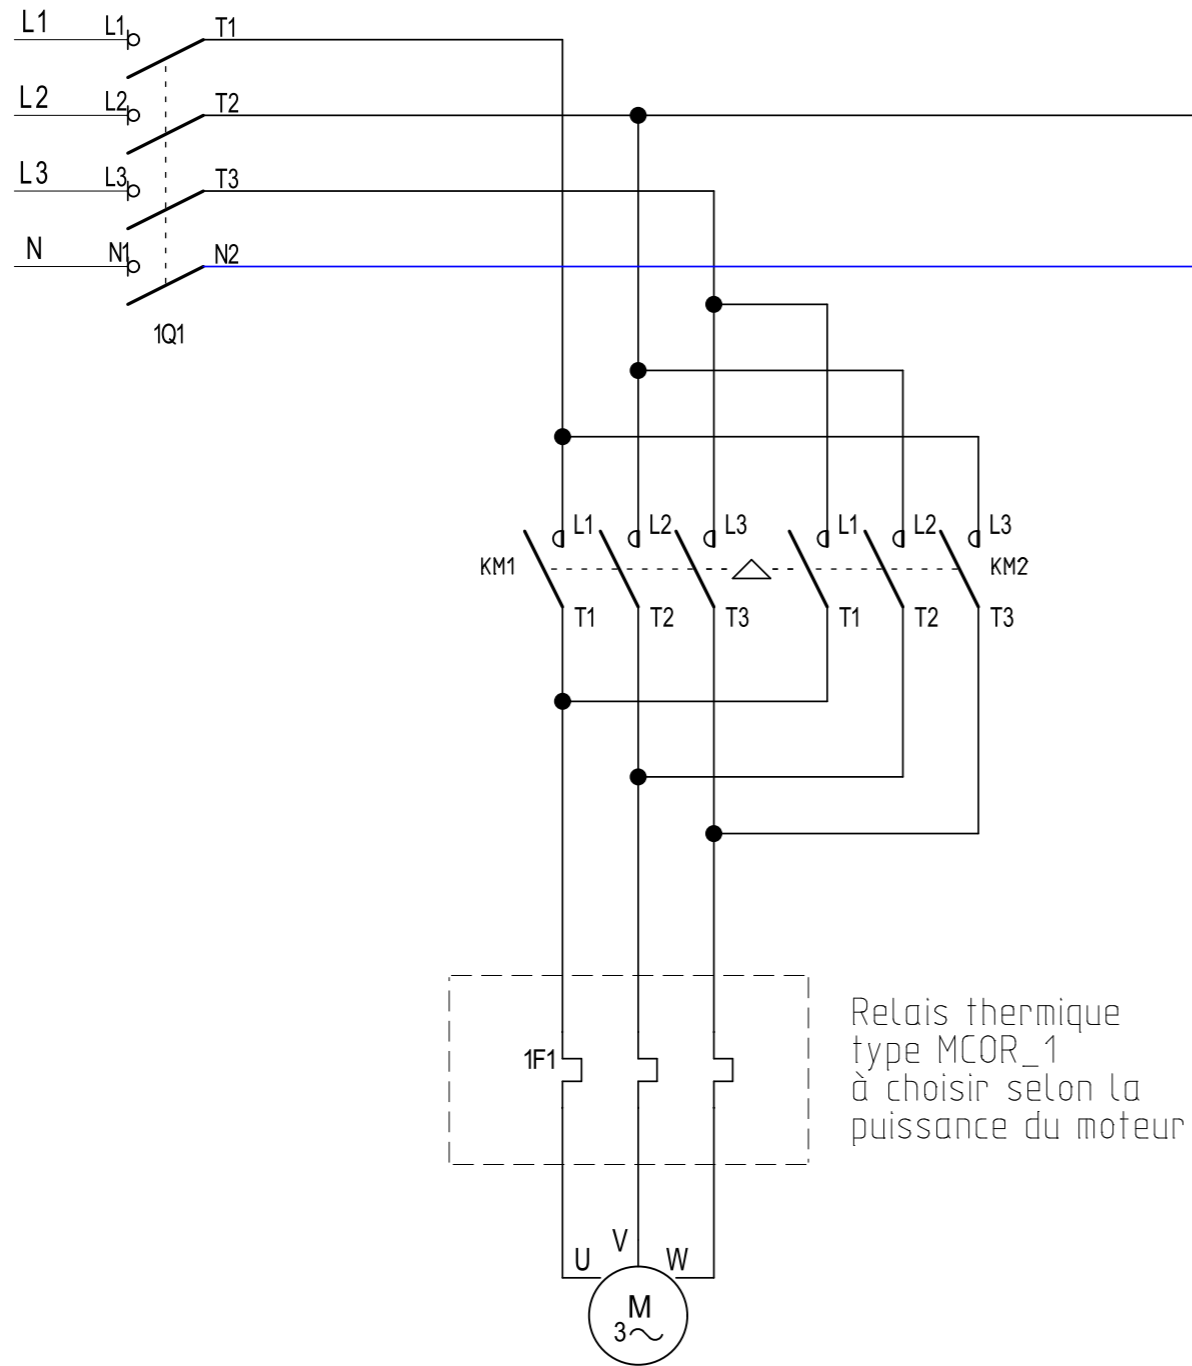 L1 L1 T1
L2 L2 T2
L3 L3 T3
N N1 N2
1Q1
L1 L2 L3 L1 L2 L3
KM1 KM2
T1 T2 T3 T1 T2 T3
Relais thermique
type MCOR_1
à choisir selon la
puissance du moteur
1F1
U V W
M
3~